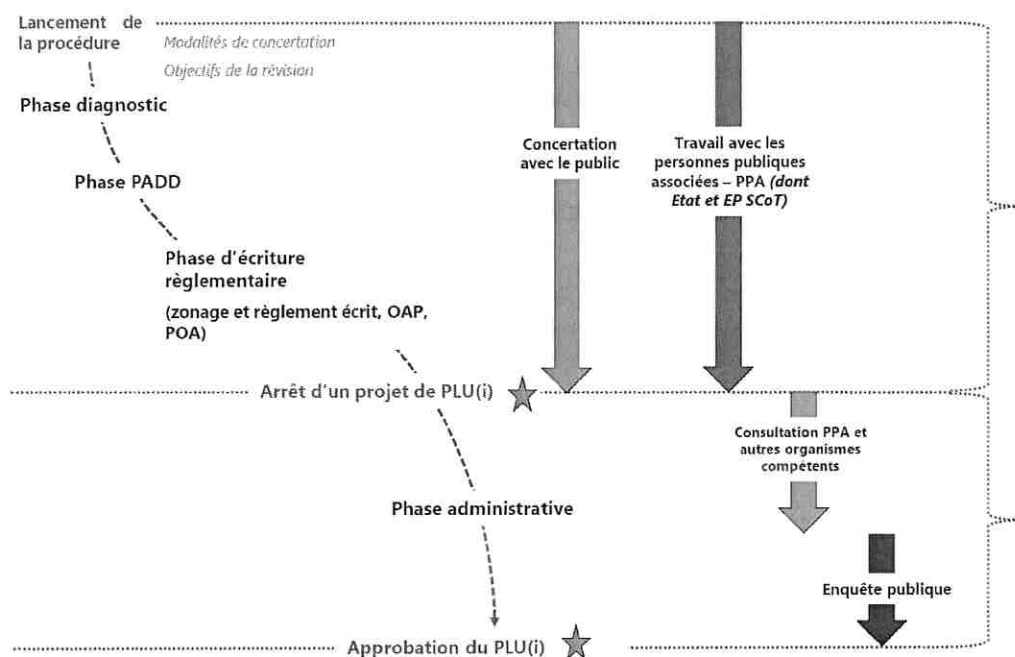 Lancement de
la procédure
Modalités de concertation
Objectifs de la révision
Phase diagnostic
Phase PADD
Phase d'écriture
règlementaire
(zonage et règlement écrit, OAP,
POA)
Concertation
avec le public
Travail avec les
personnes publiques
associées – PPA (dont
Etat et EP SCoT)
Arrêt d'un projet de PLU(i)
Consultation PPA et
autres organismes
compétents
Phase administrative
Enquête publique
Approbation du PLU(i)